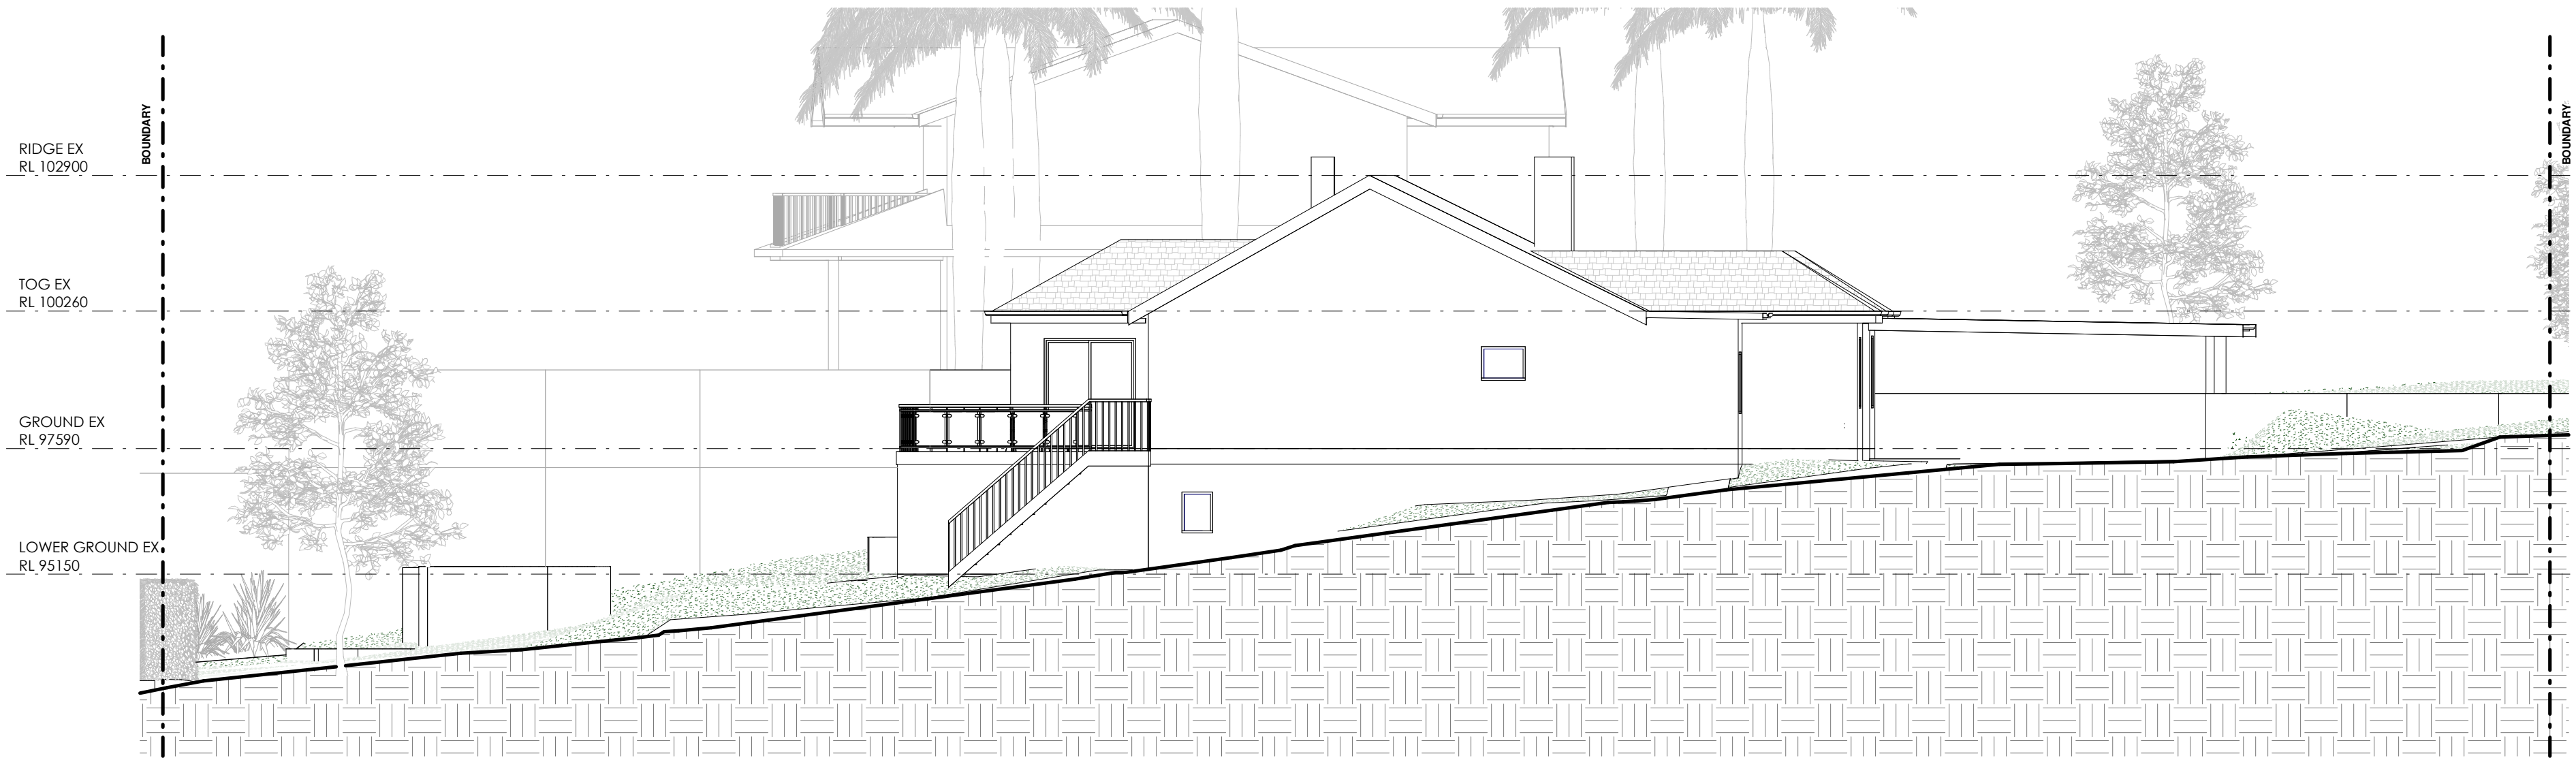 BOUNDARY
BOUNDARY
RIDGE EX
RL 102900
TOG EX
RL 100260
GROUND EX
RL 97590
LOWER GROUND EX
RL 95150